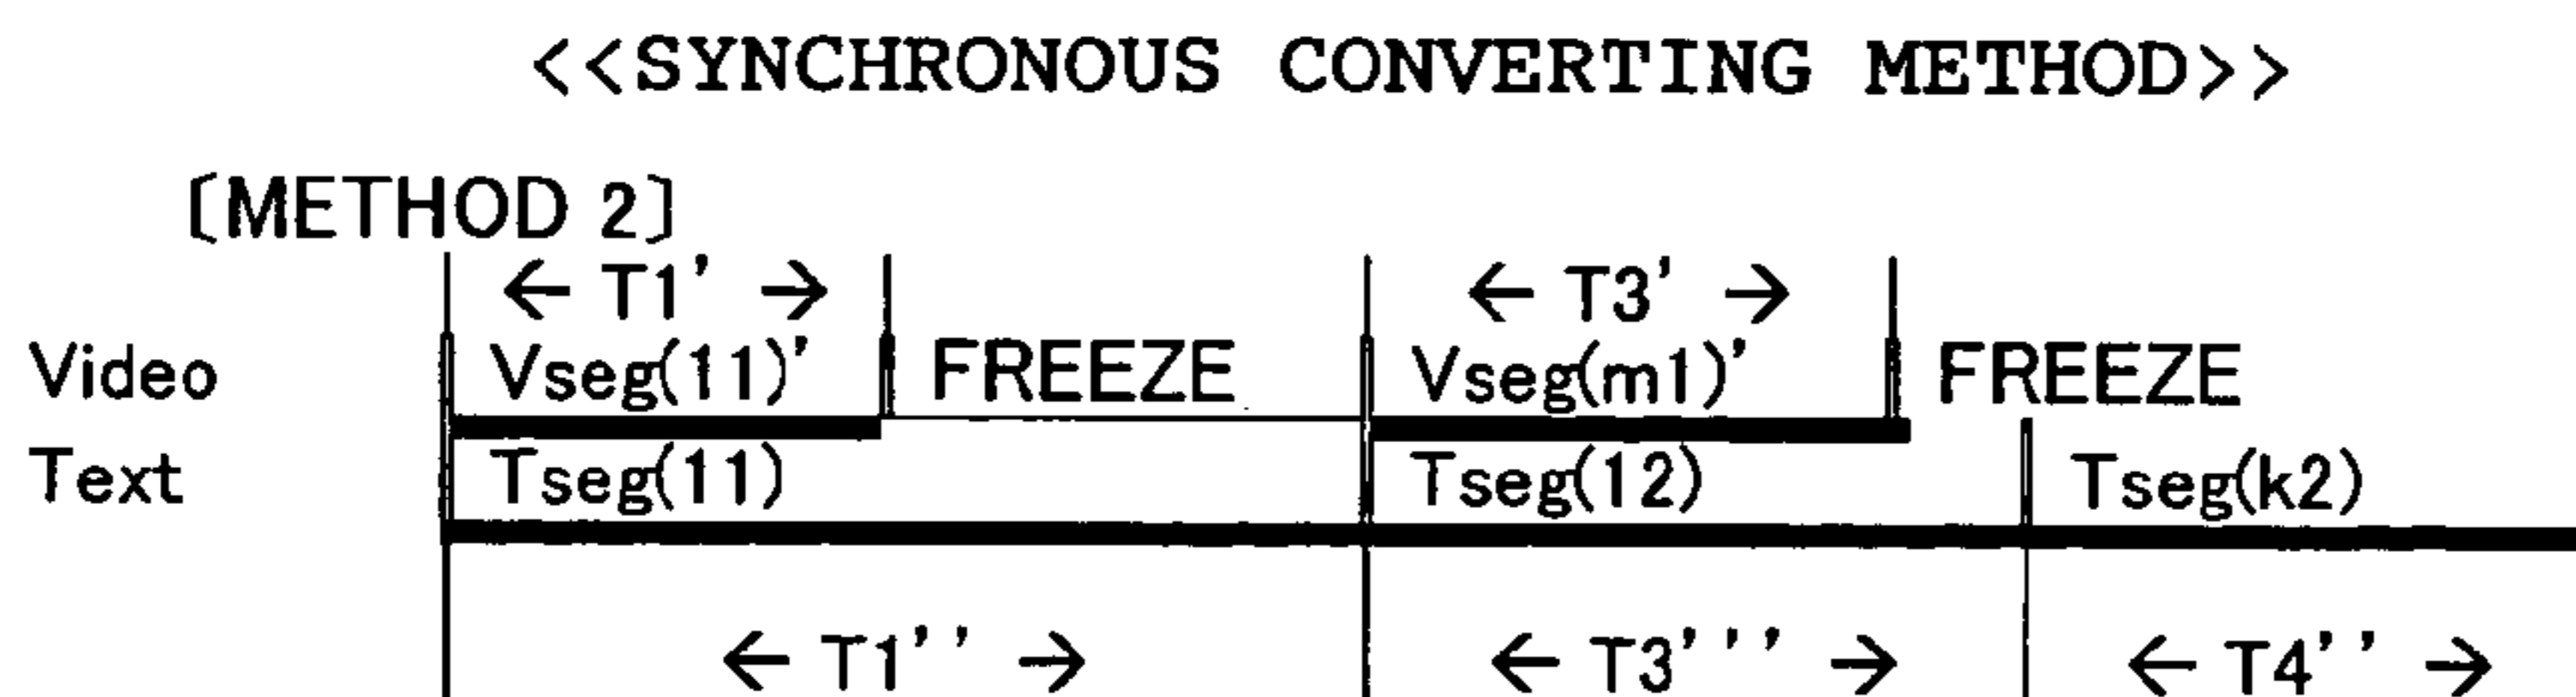 <<SYNCHRONOUS CONVERTING METHOD>>
〔METHOD 2〕
← T1' → ← T3' →
Video Vseg(11)' FREEZE Vseg(m1)' FREEZE
Text Tseg(11) Tseg(12) Tseg(k2)
← T1'' → ← T3''' → ← T4'' →